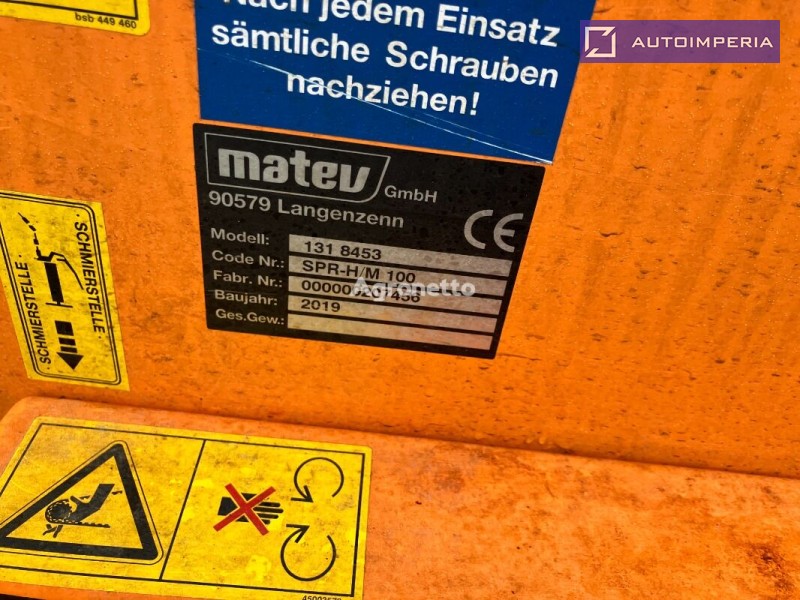 bsb 449 460
Nach jedem Einsatz
sämtliche Schrauben
nachziehen!
AUTOIMPERIA
matev GmbH
90579 Langenzenn
CE
Modell: 131 8453
Code Nr.: SPR-H/M 100
Fabr. Nr.:
Agronetto
Baujahr: 2019
Ges.Gew.:
SCHMIERSTELLE·
SCHMIERSTELLE·